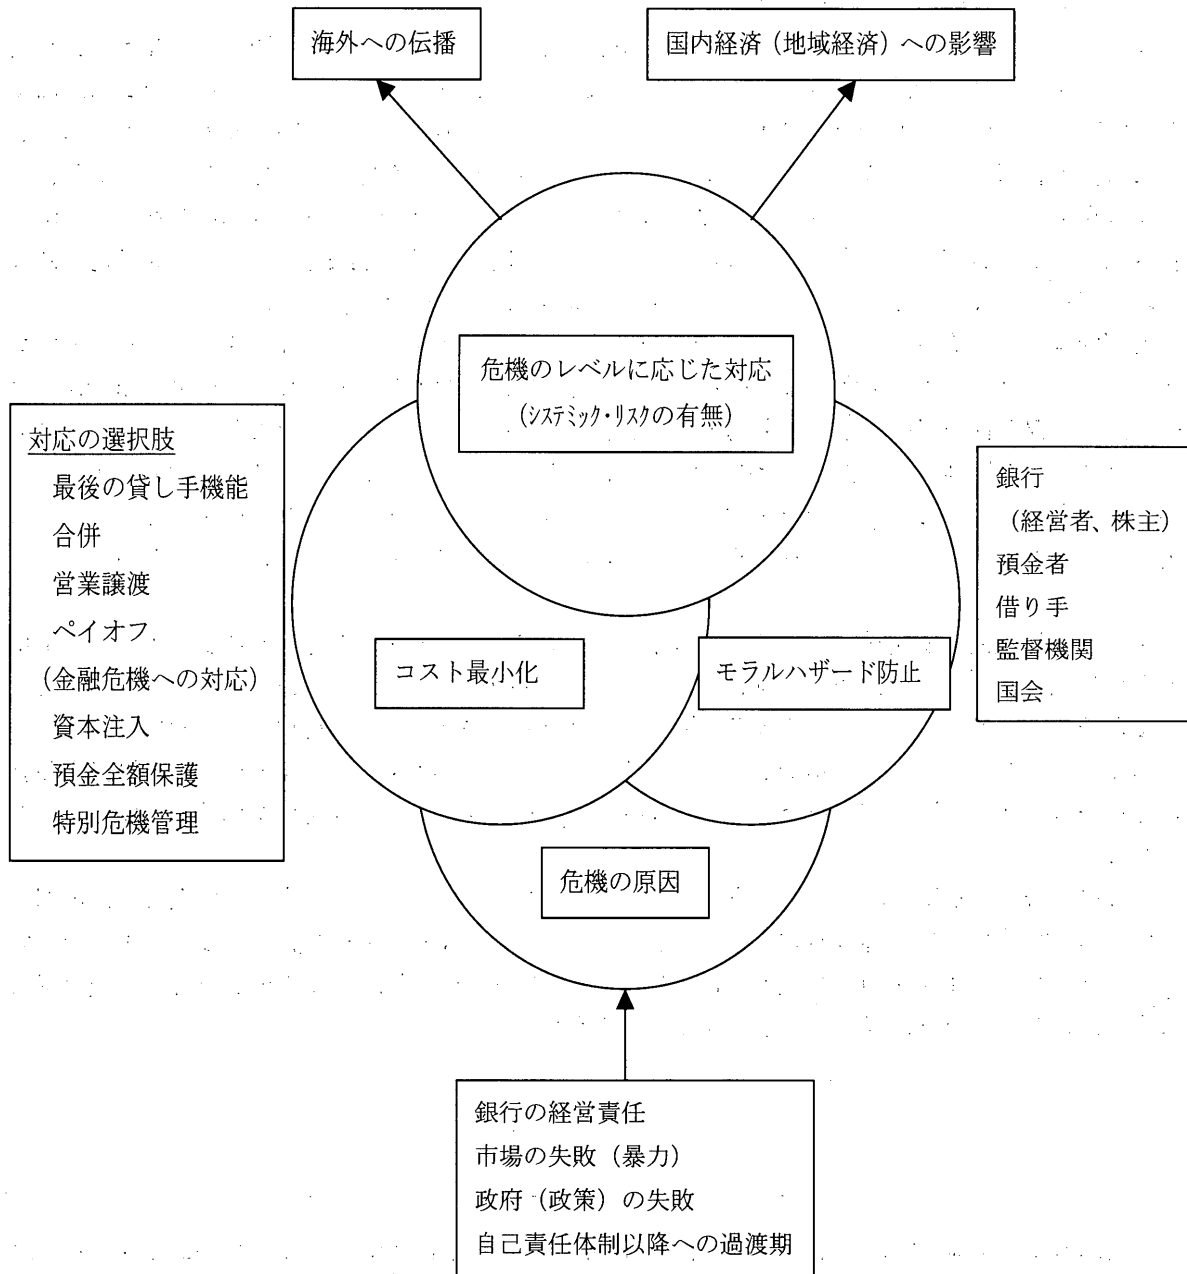 海外への伝播
国内経済（地域経済）への影響
危機のレベルに応じた対応
（ｼｽﾃﾐｯｸ・ﾘｽｸの有無）
対応の選択肢
最後の貸し手機能
合併
営業譲渡
ペイオフ
（金融危機への対応）
資本注入
預金全額保護
特別危機管理
コスト最小化
モラルハザード防止
銀行
（経営者、株主）
預金者
借り手
監督機関
国会
危機の原因
銀行の経営責任
市場の失敗（暴力）
政府（政策）の失敗
自己責任体制以降への過渡期